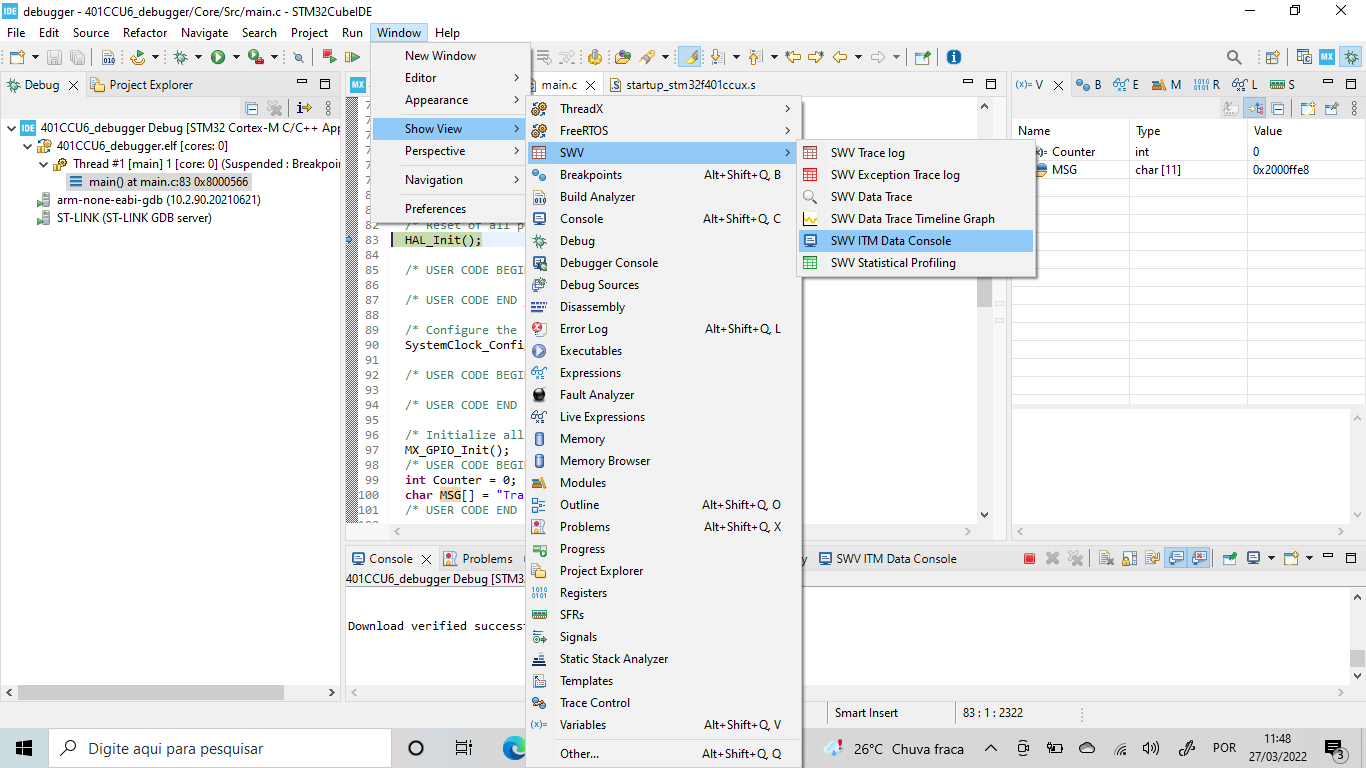 debugger - 401CCU6_debugger/Core/Src/main.c - STM32CubeIDE
File Edit Source Refactor Navigate Search Project Run Window Help
Debug
Project Explorer
401CCU6_debugger Debug [STM32 Cortex-M C/C++ App
401CCU6_debugger.elf [cores: 0]
Thread #1 [main] 1 [core: 0] (Suspended : Breakpoin
main() at main.c:83 0x8000566
arm-none-eabi-gdb (10.2.90.20210621)
ST-LINK (ST-LINK GDB server)
New Window
Editor
Appearance
Show View
Perspective
Navigation
Preferences
main.c
startup_stm32f401ccux.s
ThreadX
FreeRTOS
SWV
Breakpoints Alt+Shift+Q, B
Build Analyzer
Console Alt+Shift+Q, C
Debug
Debugger Console
Debug Sources
Disassembly
Error Log Alt+Shift+Q, L
Executables
Expressions
Fault Analyzer
Live Expressions
Memory
Memory Browser
Modules
Outline Alt+Shift+Q, O
Problems Alt+Shift+Q, X
Progress
Project Explorer
Registers
SFRs
Signals
Static Stack Analyzer
Templates
Trace Control
Variables Alt+Shift+Q, V
Other... Alt+Shift+Q, Q
SWV Trace log
SWV Exception Trace log
SWV Data Trace
SWV Data Trace Timeline Graph
SWV ITM Data Console
SWV Statistical Profiling
82 /* Reset of all p
83 HAL_Init();
84
85 /* USER CODE BEGI
86
87 /* USER CODE END
88
89 /* Configure the
90 SystemClock_Confi
91
92 /* USER CODE BEGI
93
94 /* USER CODE END
95
96 /* Initialize all
97 MX_GPIO_Init();
98 /* USER CODE BEGI
99 int Counter = 0;
100 char MSG[] = "Tra
101 /* USER CODE END
(x)= V
B
E
M
R
L
S
Name Type Value
(x)= Counter int 0
MSG char [11] 0x2000ffe8
Console
Problems
y
SWV ITM Data Console
401CCU6_debugger Debug [STM3
Download verified success
Smart Insert
83 : 1 : 2322
Digite aqui para pesquisar
26°C Chuva fraca
POR
11:48
27/03/2022
3